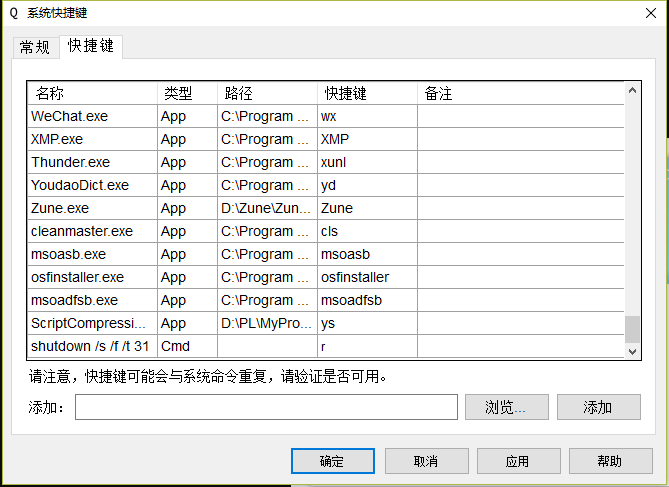 Q 系统快捷键
常规 快捷键
名称 类型 路径 快捷键 备注
WeChat.exe App C:\Program ... wx
XMP.exe App C:\Program ... XMP
Thunder.exe App C:\Program ... xunl
YoudaoDict.exe App C:\Program ... yd
Zune.exe App D:\Zune\Zun... Zune
cleanmaster.exe App C:\Program ... cls
msoasb.exe App C:\Program ... msoasb
osfinstaller.exe App C:\Program ... osfinstaller
msoadfsb.exe App C:\Program ... msoadfsb
ScriptCompressi... App D:\PL\MyPro... ys
shutdown /s /f /t 31 Cmd r
请注意，快捷键可能会与系统命令重复，请验证是否可用。
添加： 浏览... 添加
确定 取消 应用 帮助